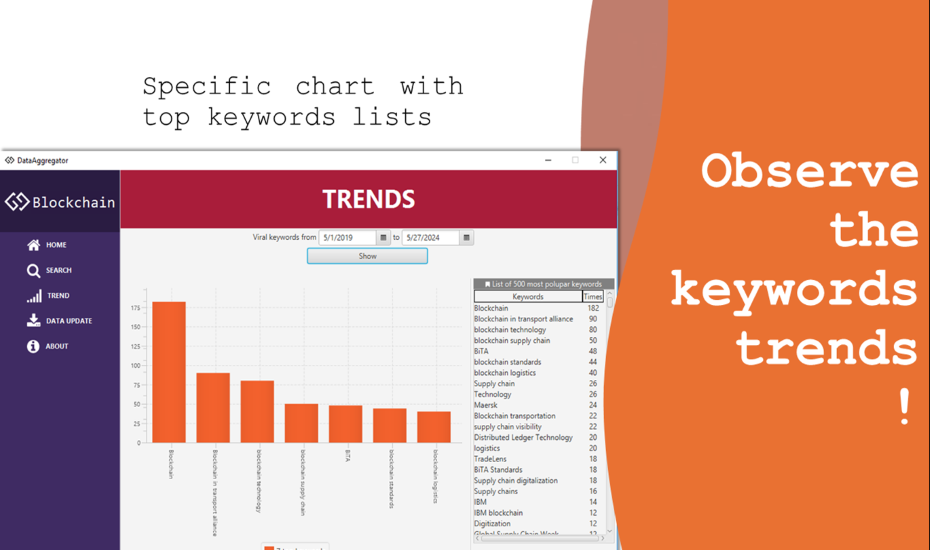 Specific chart with
top keywords lists
Observe
the
keywords
trends
!
DataAggregator
Blockchain
HOME
SEARCH
TREND
DATA UPDATE
ABOUT
TRENDS
Viral keywords from 5/1/2019 to 5/27/2024
Show
175
150
125
100
75
50
25
0
Blockchain
Blockchain in transport alliance
blockchain technology
blockchain supply chain
BiTA
blockchain standards
blockchain logistics
List of 500 most polupar keywords
Keywords Times
Blockchain 182
Blockchain in transport alliance 90
blockchain technology 80
blockchain supply chain 50
BiTA 48
blockchain standards 44
blockchain logistics 40
Supply chain 26
Technology 26
Maersk 24
Blockchain transportation 22
supply chain visibility 22
Distributed Ledger Technology 20
logistics 20
TradeLens 18
BiTA Standards 18
Supply chain digitalization 18
Supply chains 16
IBM 14
IBM blockchain 12
Digitization 12
Global Supply Chain Week 12